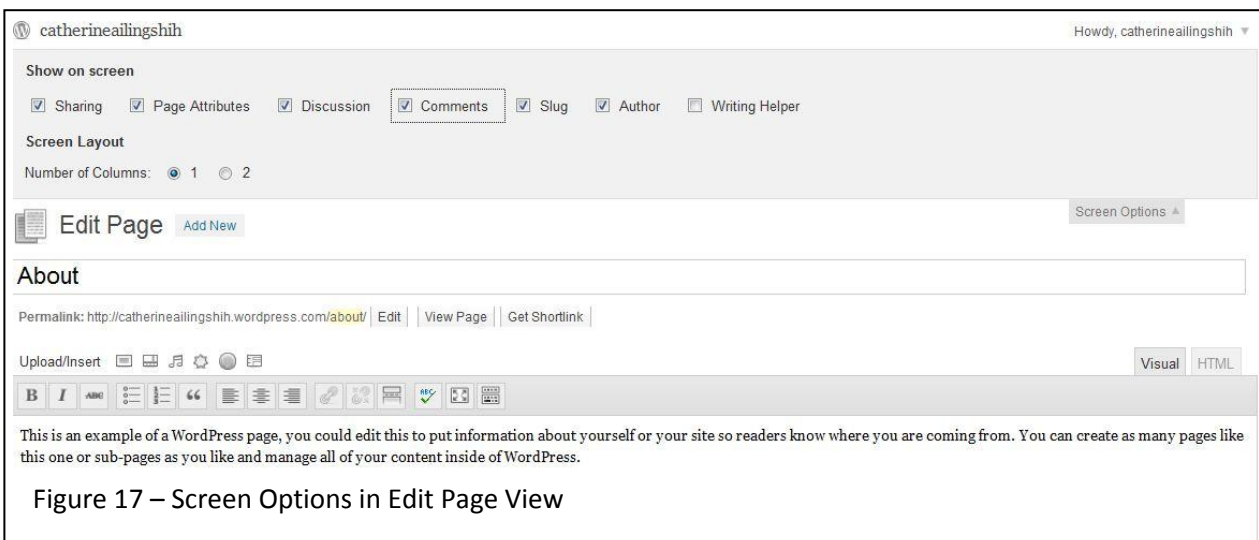 catherineailingshih
Howdy, catherineailingshih
Show on screen
Sharing Page Attributes Discussion Comments Slug Author Writing Helper
Screen Layout
Number of Columns: 1 2
Screen Options
Edit Page Add New
About
Permalink: http://catherineailingshih.wordpress.com/about/ Edit View Page Get Shortlink
Upload/Insert
Visual HTML
B I ABC
ABC
This is an example of a WordPress page, you could edit this to put information about yourself or your site so readers know where you are coming from. You can create as many pages like
this one or sub-pages as you like and manage all of your content inside of WordPress.
Figure 17 – Screen Options in Edit Page View